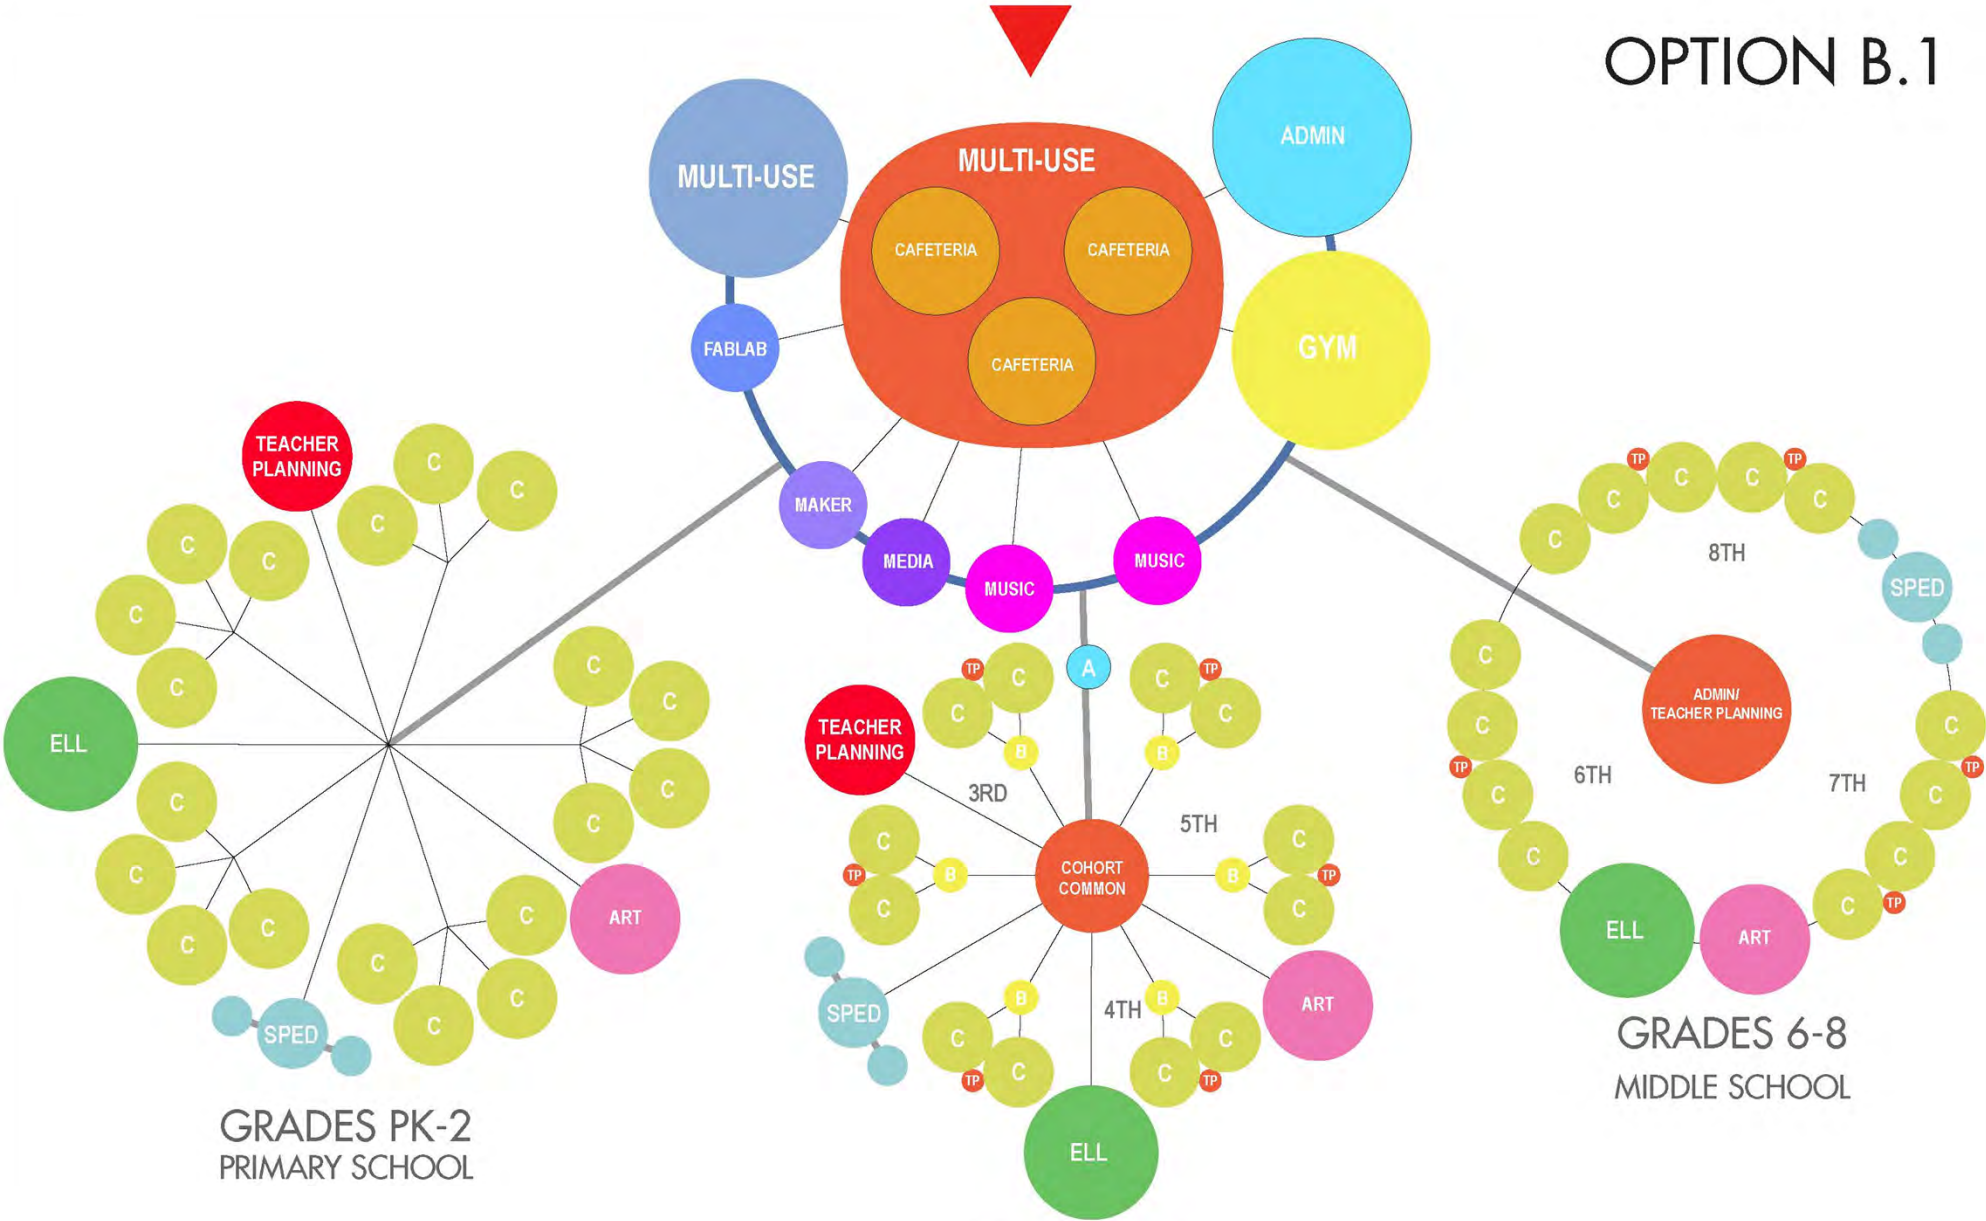 OPTION B.1
MULTI-USE
MULTI-USE
ADMIN
CAFETERIA
CAFETERIA
CAFETERIA
GYM
FABLAB
MAKER
MEDIA
MUSIC
MUSIC
TEACHER
PLANNING
C
C
C
C
C
C
C
ELL
C
C
C
C
C
C
C
C
ART
C
C
C
C
SPED
GRADES PK-2
PRIMARY SCHOOL
A
TP
C
C
B
C
TP
C
B
TEACHER
PLANNING
3RD
5TH
C
TP
C
B
COHORT
COMMON
B
C
TP
C
SPED
B
C
C
TP
4TH
B
C
C
TP
ART
ELL
TP
TP
C
C
C
C
C
8TH
SPED
C
C
TP
C
C
6TH
ADMIN/
TEACHER PLANNING
7TH
C
TP
C
C
C
TP
ELL
ART
GRADES 6-8
MIDDLE SCHOOL